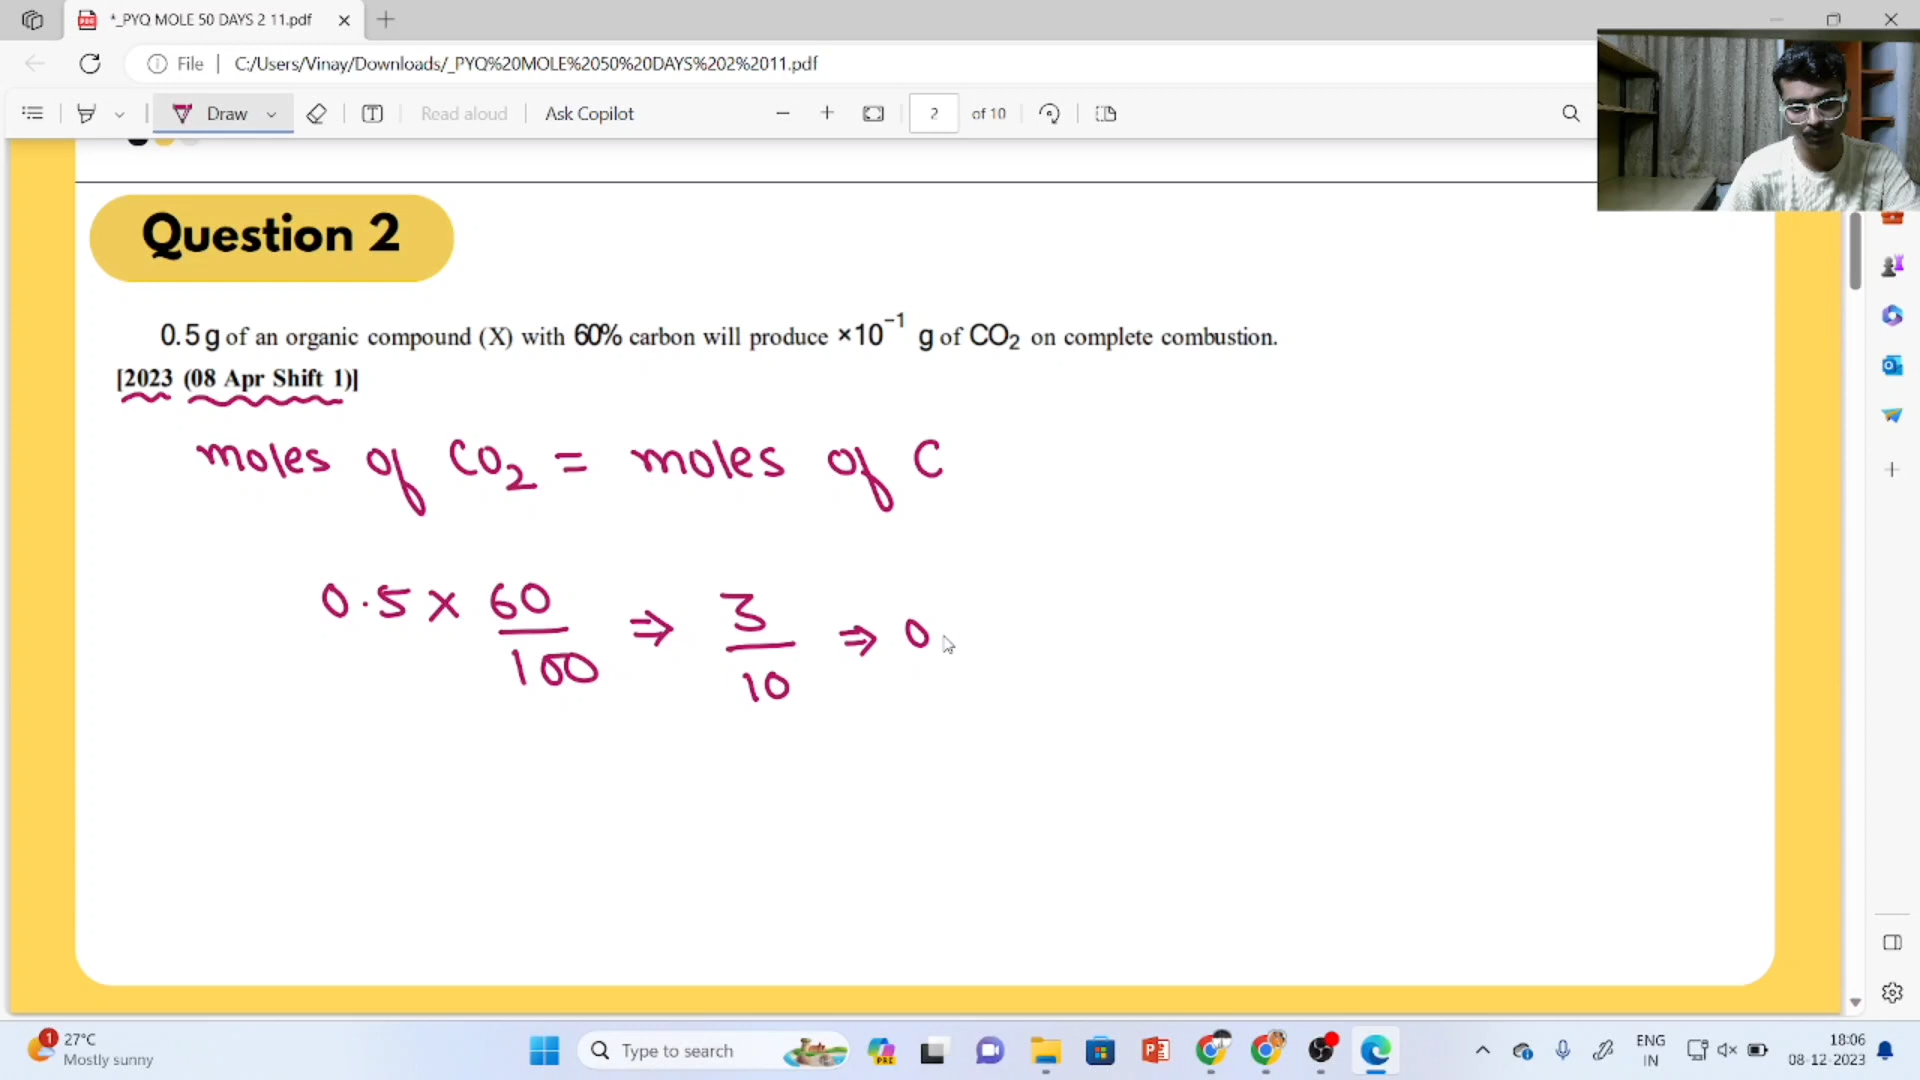 *_PYQ MOLE 50 DAYS 2 11.pdf
File | C:/Users/Vinay/Downloads/_PYQ%20MOLE%2050%20DAYS%202%2011.pdf
Draw Read aloud Ask Copilot 2 of 10
Question 2
0.5 g of an organic compound (X) with 60% carbon will produce ×10⁻¹ g of CO₂ on complete combustion.
[2023 (08 Apr Shift 1)]
moles of CO₂ = moles of C
0.5 × 60/100 ⇒ 3/10 ⇒ 0
1 27°C
Mostly sunny
Type to search
PRE
ENG
IN
18:06
08-12-2023